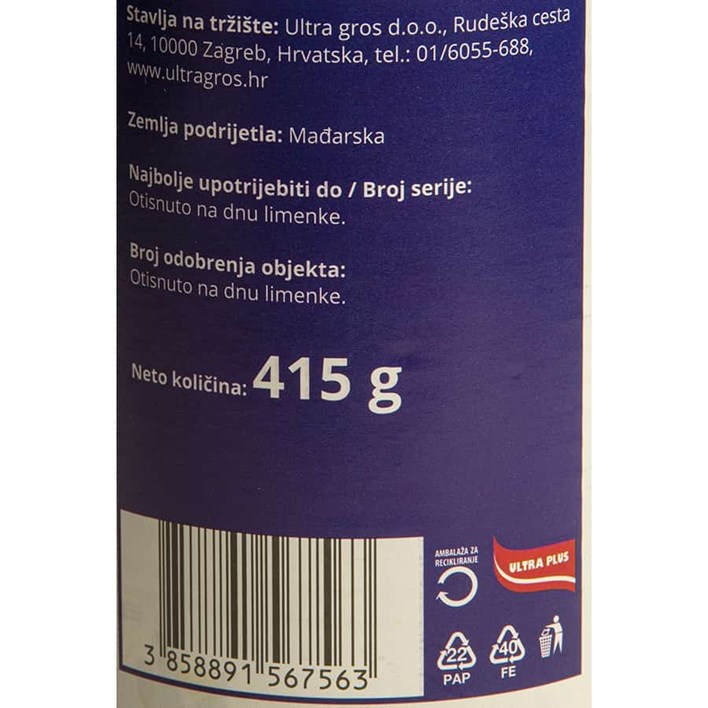 Stavlja na tržište: Ultra gros d.o.o., Rudeška cesta
14, 10000 Zagreb, Hrvatska, tel.: 01/6055-688,
www.ultragros.hr
Zemlja podrijetla: Mađarska
Najbolje upotrijebiti do / Broj serije:
Otisnuto na dnu limenke.
Broj odobrenja objekta:
Otisnuto na dnu limenke.
Neto količina: 415 g
AMBALAŽA ZA
RECIKLIRANJE
ULTRA PLUS
3 858891 567563
22
PAP
40
FE